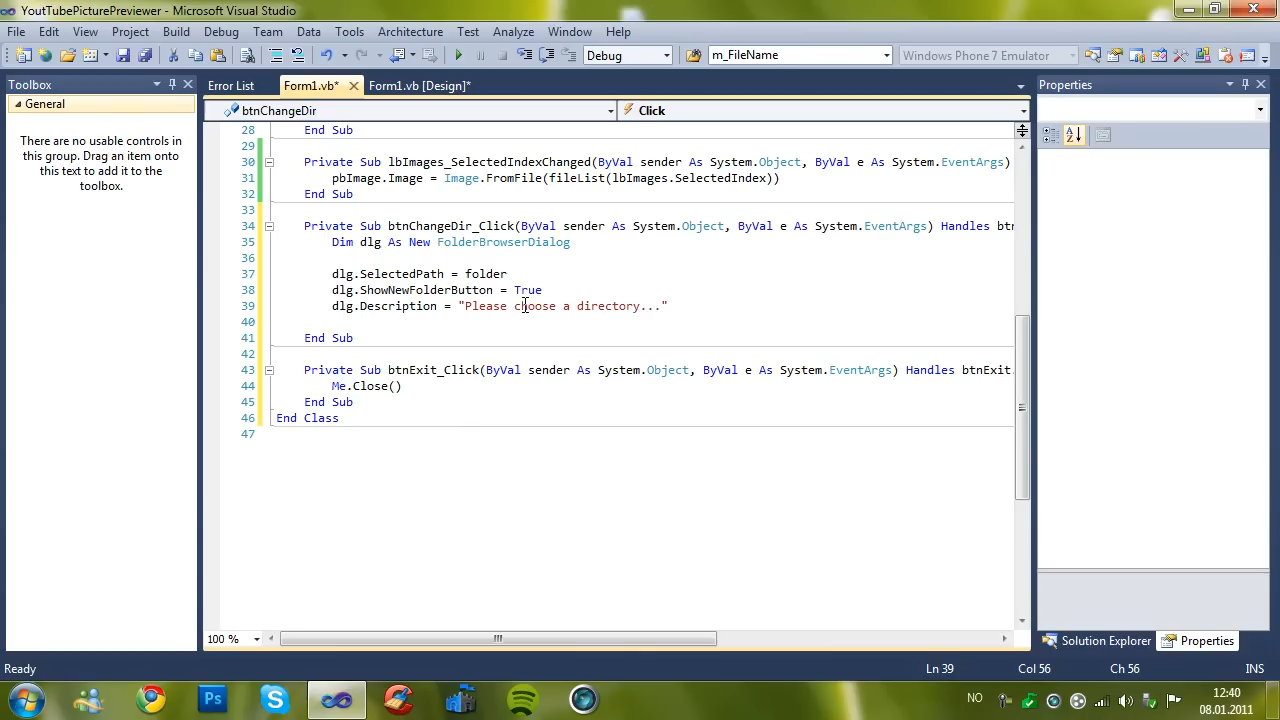 YoutTubePicturePreviewer - Microsoft Visual Studio
File Edit View Project Build Debug Team Data Tools Architecture Test Analyze Window Help
Debug m_FileName Windows Phone 7 Emulator
Toolbox
General
There are no usable controls in
this group. Drag an item onto
this text to add it to the
toolbox.
Error List Form1.vb* Form1.vb [Design]*
btnChangeDir Click
28 End Sub
29
30 Private Sub lbImages_SelectedIndexChanged(ByVal sender As System.Object, ByVal e As System.EventArgs)
31 pbImage.Image = Image.FromFile(fileList(lbImages.SelectedIndex))
32 End Sub
33
34 Private Sub btnChangeDir_Click(ByVal sender As System.Object, ByVal e As System.EventArgs) Handles btn
35 Dim dlg As New FolderBrowserDialog
36
37 dlg.SelectedPath = folder
38 dlg.ShowNewFolderButton = True
39 dlg.Description = "Please choose a directory..."
40
41 End Sub
42
43 Private Sub btnExit_Click(ByVal sender As System.Object, ByVal e As System.EventArgs) Handles btnExit.
44 Me.Close()
45 End Sub
46 End Class
47
100 %
Properties
Solution Explorer Properties
Ready Ln 39 Col 56 Ch 56 INS
Ps
NO
12:40
08.01.2011